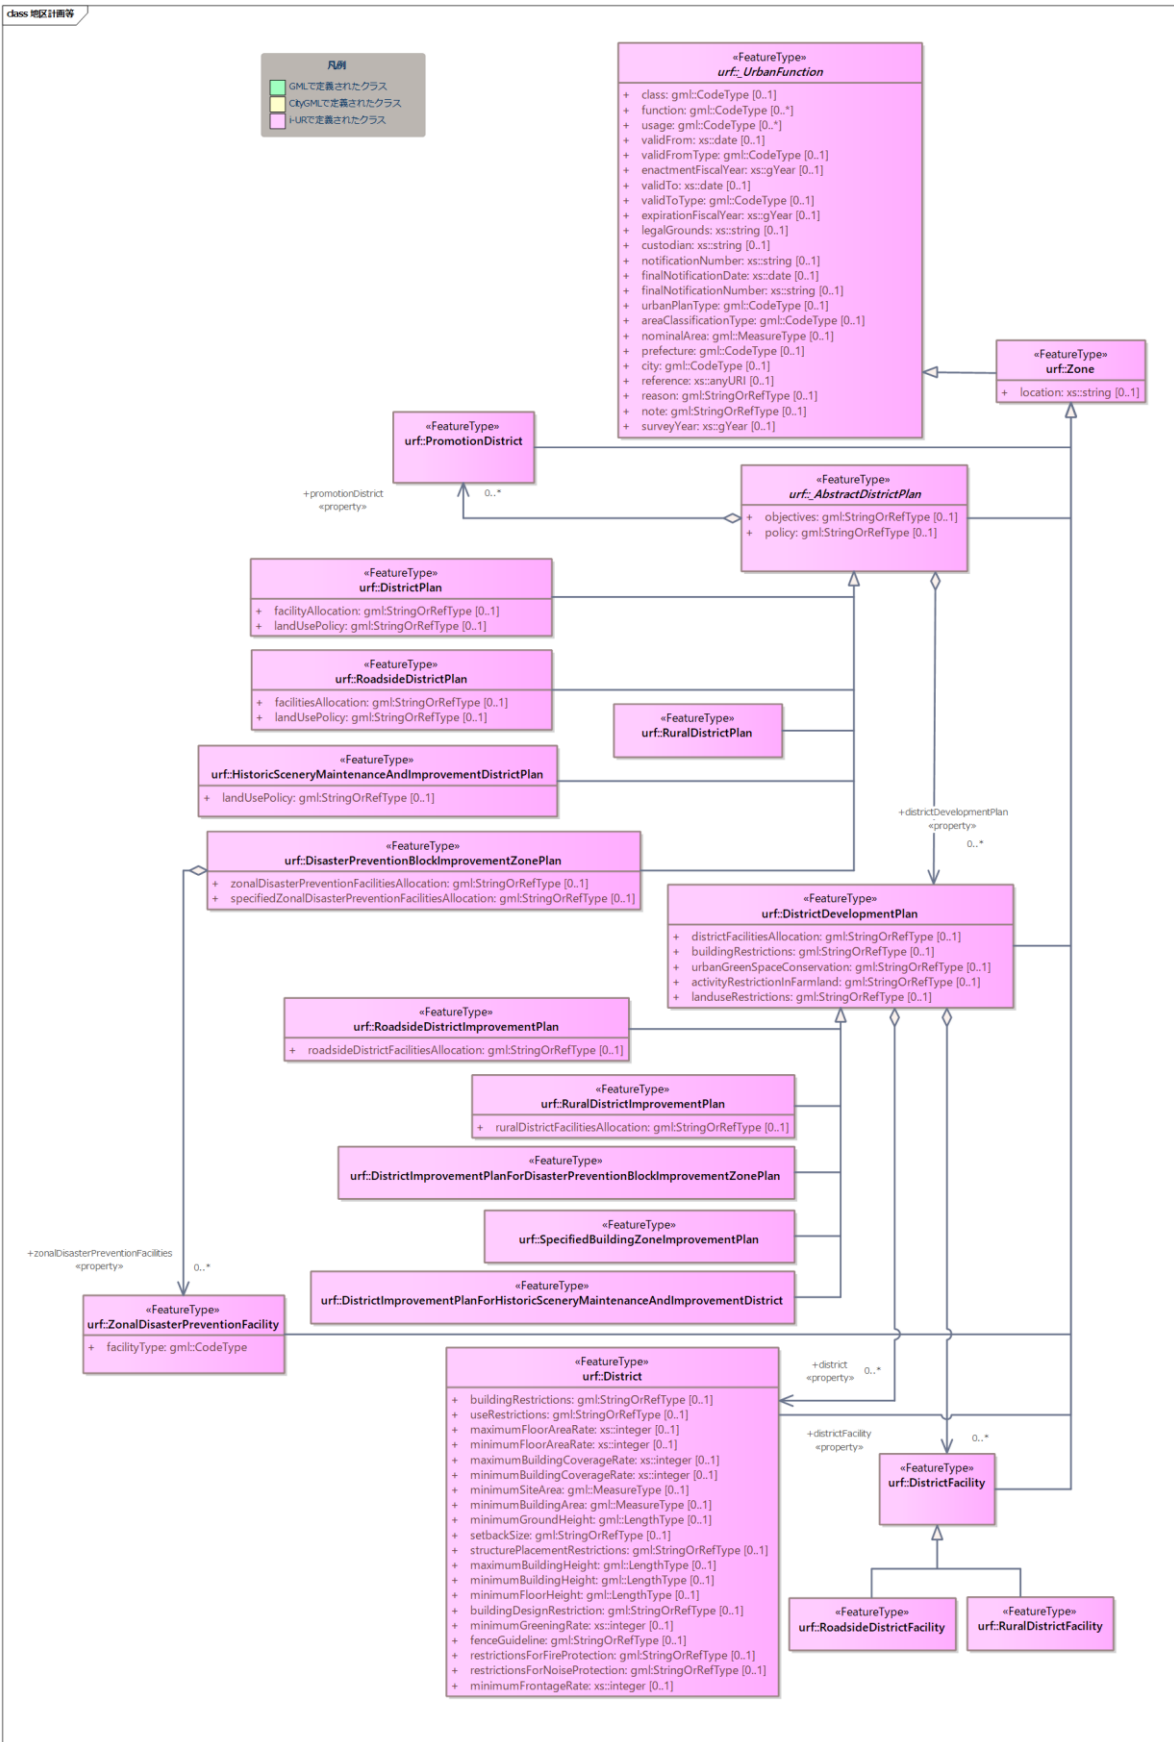 class 地区計画等
凡例
GMLで定義されたクラス
CityGMLで定義されたクラス
i-URで定義されたクラス
«FeatureType»
urf::_UrbanFunction
+ class: gml::CodeType [0..1]
+ function: gml::CodeType [0..*]
+ usage: gml::CodeType [0..*]
+ validFrom: xs::date [0..1]
+ validFromType: gml::CodeType [0..1]
+ enactmentFiscalYear: xs::gYear [0..1]
+ validTo: xs::date [0..1]
+ validToType: gml::CodeType [0..1]
+ expirationFiscalYear: xs::gYear [0..1]
+ legalGrounds: xs::string [0..1]
+ custodian: xs::string [0..1]
+ notificationNumber: xs::string [0..1]
+ finalNotificationDate: xs::date [0..1]
+ finalNotificationNumber: xs::string [0..1]
+ urbanPlanType: gml::CodeType [0..1]
+ areaClassificationType: gml::CodeType [0..1]
+ nominalArea: gml::MeasureType [0..1]
+ prefecture: gml::CodeType [0..1]
+ city: gml::CodeType [0..1]
+ reference: xs::anyURI [0..1]
+ reason: gml:StringOrRefType [0..1]
+ note: gml:StringOrRefType [0..1]
+ surveyYear: xs::gYear [0..1]
«FeatureType»
urf::Zone
+ location: xs::string [0..1]
«FeatureType»
urf::PromotionDistrict
+promotionDistrict
«property»
0..*
«FeatureType»
urf::_AbstractDistrictPlan
+ objectives: gml:StringOrRefType [0..1]
+ policy: gml:StringOrRefType [0..1]
«FeatureType»
urf::DistrictPlan
+ facilityAllocation: gml:StringOrRefType [0..1]
+ landUsePolicy: gml:StringOrRefType [0..1]
«FeatureType»
urf::RoadsideDistrictPlan
+ facilitiesAllocation: gml:StringOrRefType [0..1]
+ landUsePolicy: gml:StringOrRefType [0..1]
«FeatureType»
urf::RuralDistrictPlan
«FeatureType»
urf::HistoricSceneryMaintenanceAndImprovementDistrictPlan
+ landUsePolicy: gml:StringOrRefType [0..1]
+districtDevelopmentPlan
«property»
0..*
«FeatureType»
urf::DisasterPreventionBlockImprovementZonePlan
+ zonalDisasterPreventionFacilitiesAllocation: gml:StringOrRefType [0..1]
+ specifiedZonalDisasterPreventionFacilitiesAllocation: gml:StringOrRefType [0..1]
«FeatureType»
urf::DistrictDevelopmentPlan
+ districtFacilitiesAllocation: gml:StringOrRefType [0..1]
+ buildingRestrictions: gml:StringOrRefType [0..1]
+ urbanGreenSpaceConservation: gml:StringOrRefType [0..1]
+ activityRestrictionInFarmland: gml:StringOrRefType [0..1]
+ landuseRestrictions: gml:StringOrRefType [0..1]
«FeatureType»
urf::RoadsideDistrictImprovementPlan
+ roadsideDistrictFacilitiesAllocation: gml:StringOrRefType [0..1]
«FeatureType»
urf::RuralDistrictImprovementPlan
+ ruralDistrictFacilitiesAllocation: gml:StringOrRefType [0..1]
«FeatureType»
urf::DistrictImprovementPlanForDisasterPreventionBlockImprovementZonePlan
«FeatureType»
urf::SpecifiedBuildingZoneImprovementPlan
+zonalDisasterPreventionFacilities
«property»
0..*
«FeatureType»
urf::DistrictImprovementPlanForHistoricSceneryMaintenanceAndImprovementDistrict
«FeatureType»
urf::ZonalDisasterPreventionFacility
+ facilityType: gml::CodeType
«FeatureType»
urf::District
+ buildingRestrictions: gml:StringOrRefType [0..1]
+ useRestrictions: gml:StringOrRefType [0..1]
+ maximumFloorAreaRate: xs::integer [0..1]
+ minimumFloorAreaRate: xs::integer [0..1]
+ maximumBuildingCoverageRate: xs::integer [0..1]
+ minimumBuildingCoverageRate: xs::integer [0..1]
+ minimumSiteArea: gml::MeasureType [0..1]
+ minimumBuildingArea: gml::MeasureType [0..1]
+ minimumGroundHeight: gml::LengthType [0..1]
+ setbackSize: gml:StringOrRefType [0..1]
+ structurePlacementRestrictions: gml:StringOrRefType [0..1]
+ maximumBuildingHeight: gml::LengthType [0..1]
+ minimumBuildingHeight: gml::LengthType [0..1]
+ minimumFloorHeight: gml::LengthType [0..1]
+ buildingDesignRestriction: gml:StringOrRefType [0..1]
+ minimumGreeningRate: xs::integer [0..1]
+ fenceGuideline: gml:StringOrRefType [0..1]
+ restrictionsForFireProtection: gml:StringOrRefType [0..1]
+ restrictionsForNoiseProtection: gml:StringOrRefType [0..1]
+ minimumFrontageRate: xs::integer [0..1]
+district
«property»
0..*
+districtFacility
«property»
0..*
«FeatureType»
urf::DistrictFacility
«FeatureType»
urf::RoadsideDistrictFacility
«FeatureType»
urf::RuralDistrictFacility